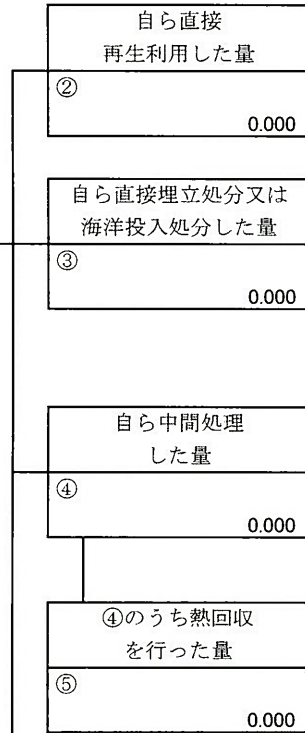 自ら直接
再生利用した量
②
0.000
自ら直接埋立処分又は
海洋投入処分した量
③
0.000
自ら中間処理
した量
④
0.000
④のうち熱回収
を行った量
⑤
0.000